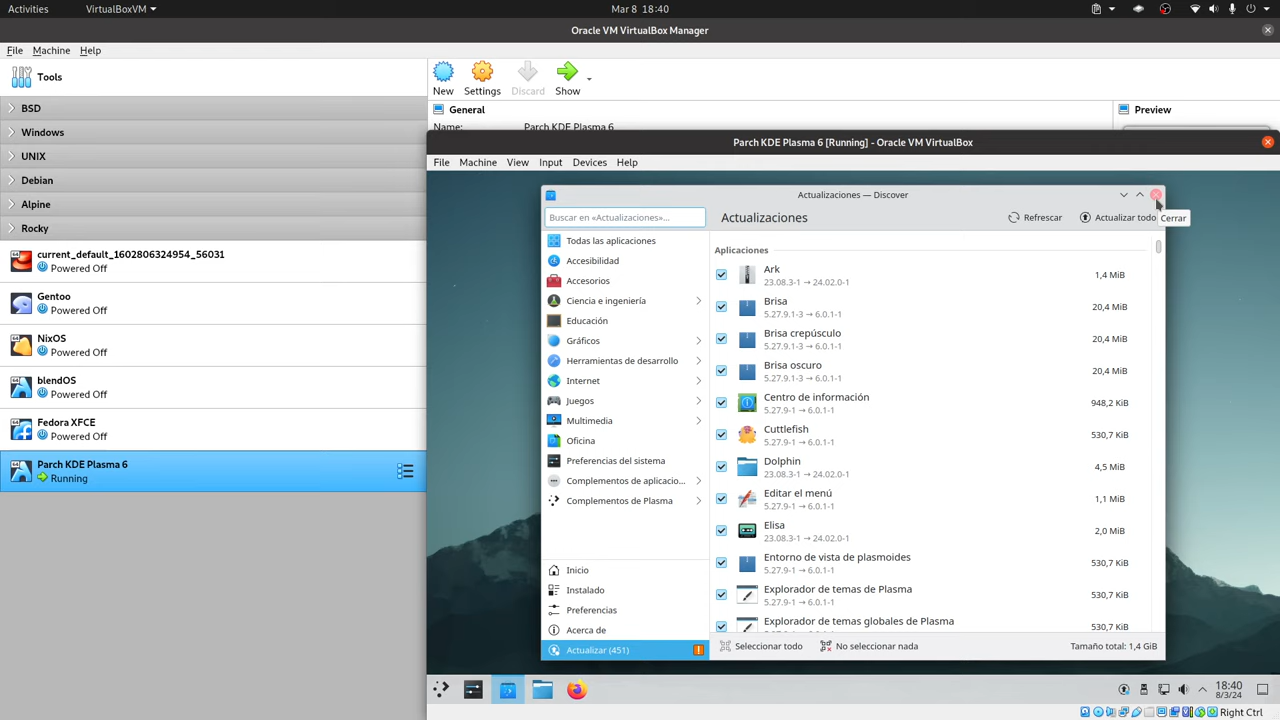 Activities VirtualBoxVM Mar 8 18:40
Oracle VM VirtualBox Manager
File Machine Help
Tools
BSD
Windows
UNIX
Debian
Alpine
Rocky
current_default_1602806324954_56031
Powered Off
Gentoo
Powered Off
NixOS
Powered Off
blendOS
Powered Off
Fedora XFCE
Powered Off
Parch KDE Plasma 6
Running
New Settings Discard Show
General
Preview
Name: Parch KDE Plasma 6
Parch KDE Plasma 6 [Running] - Oracle VM VirtualBox
File Machine View Input Devices Help
Actualizaciones — Discover
Buscar en «Actualizaciones»...
Actualizaciones
Refrescar
Actualizar todo
Cerrar
Todas las aplicaciones
Accesibilidad
Accesorios
Ciencia e ingeniería
Educación
Gráficos
Herramientas de desarrollo
Internet
Juegos
Multimedia
Oficina
Preferencias del sistema
Complementos de aplicacio...
Complementos de Plasma
Inicio
Instalado
Preferencias
Acerca de
Actualizar (451)
Aplicaciones
Ark
23.08.3-1 → 24.02.0-1
1,4 MiB
Brisa
5.27.9.1-3 → 6.0.1-1
20,4 MiB
Brisa crepúsculo
5.27.9.1-3 → 6.0.1-1
20,4 MiB
Brisa oscuro
5.27.9.1-3 → 6.0.1-1
20,4 MiB
Centro de información
5.27.9-1 → 6.0.1-1
948,2 KiB
Cuttlefish
5.27.9-1 → 6.0.1-1
530,7 KiB
Dolphin
23.08.3-1 → 24.02.0-1
4,5 MiB
Editar el menú
5.27.9-1 → 6.0.1-1
1,1 MiB
Elisa
23.08.3-1 → 24.02.0-1
2,0 MiB
Entorno de vista de plasmoides
5.27.9-1 → 6.0.1-1
530,7 KiB
Explorador de temas de Plasma
5.27.9-1 → 6.0.1-1
530,7 KiB
Explorador de temas globales de Plasma
530,7 KiB
Seleccionar todo
No seleccionar nada
Tamaño total: 1,4 GiB
18:40
8/3/24
Right Ctrl